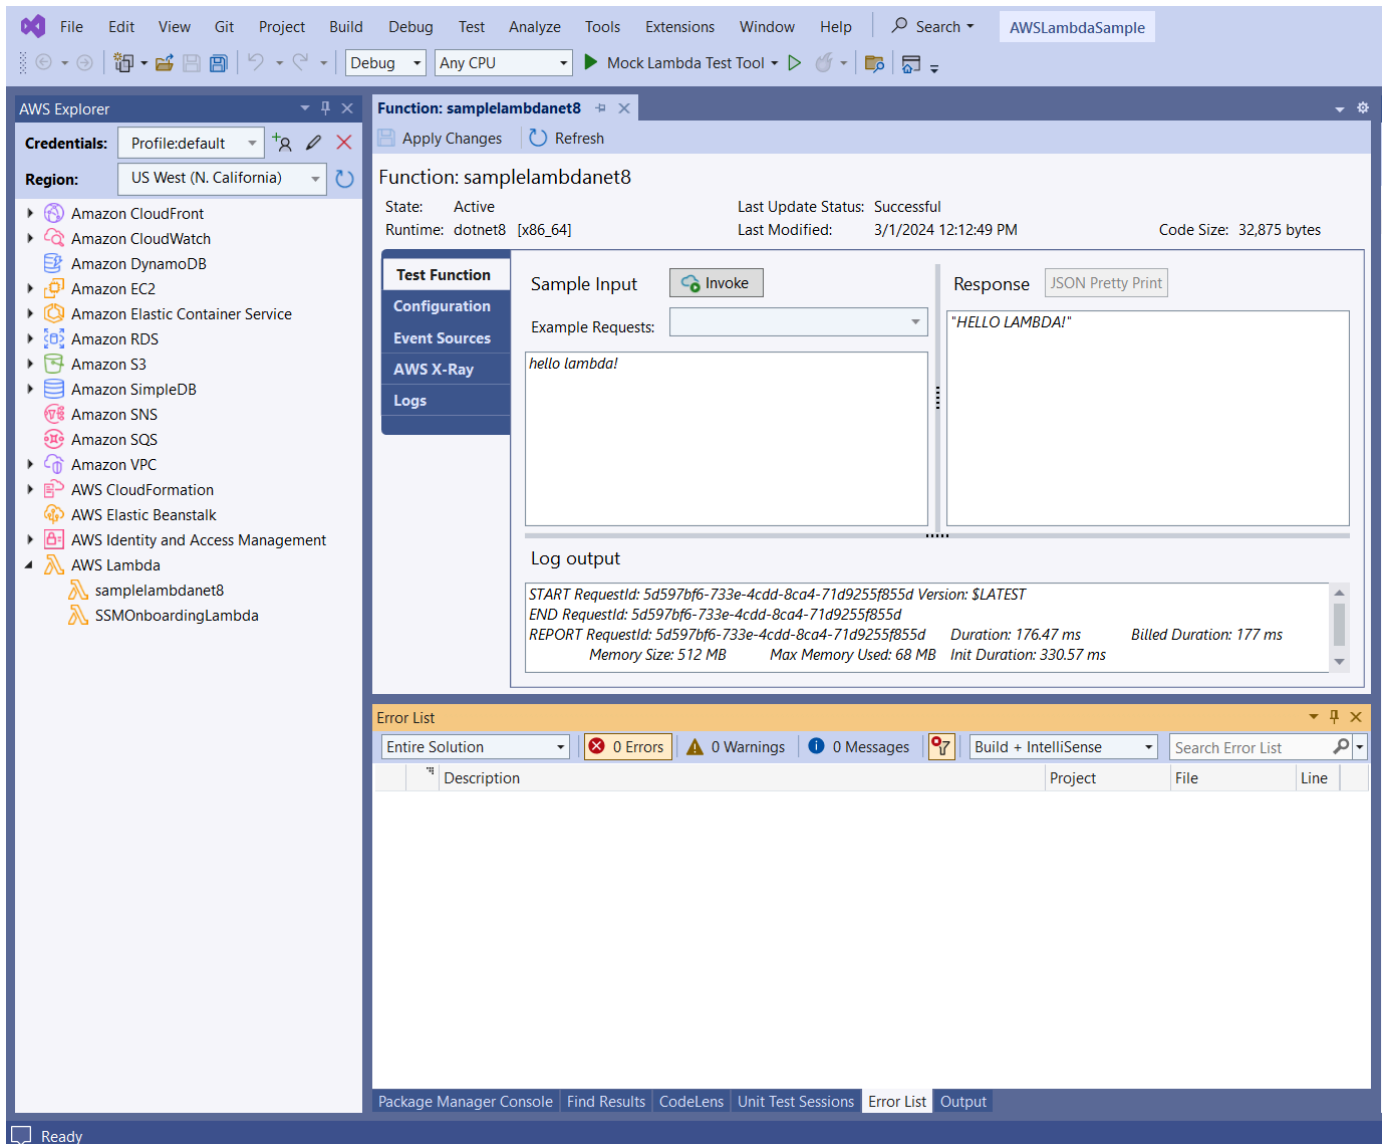 File Edit View Git Project Build Debug Test Analyze Tools Extensions Window Help Search AWSLambdaSample
Debug Any CPU Mock Lambda Test Tool
AWS Explorer
Credentials: Profile:default
Region: US West (N. California)
Amazon CloudFront
Amazon CloudWatch
Amazon DynamoDB
Amazon EC2
Amazon Elastic Container Service
Amazon RDS
Amazon S3
Amazon SimpleDB
Amazon SNS
Amazon SQS
Amazon VPC
AWS CloudFormation
AWS Elastic Beanstalk
AWS Identity and Access Management
AWS Lambda
samplelambdanet8
SSMOnboardingLambda
Function: samplelambdanet8
Apply Changes Refresh
Function: samplelambdanet8
State: Active Last Update Status: Successful
Runtime: dotnet8 [x86_64] Last Modified: 3/1/2024 12:12:49 PM Code Size: 32,875 bytes
Test Function
Configuration
Event Sources
AWS X-Ray
Logs
Sample Input Invoke
Example Requests:
hello lambda!
Response JSON Pretty Print
"HELLO LAMBDA!"
Log output
START RequestId: 5d597bf6-733e-4cdd-8ca4-71d9255f855d Version: $LATEST
END RequestId: 5d597bf6-733e-4cdd-8ca4-71d9255f855d
REPORT RequestId: 5d597bf6-733e-4cdd-8ca4-71d9255f855d Duration: 176.47 ms Billed Duration: 177 ms
Memory Size: 512 MB Max Memory Used: 68 MB Init Duration: 330.57 ms
Error List
Entire Solution 0 Errors 0 Warnings 0 Messages Build + IntelliSense Search Error List
Description Project File Line
Package Manager Console Find Results CodeLens Unit Test Sessions Error List Output
Ready